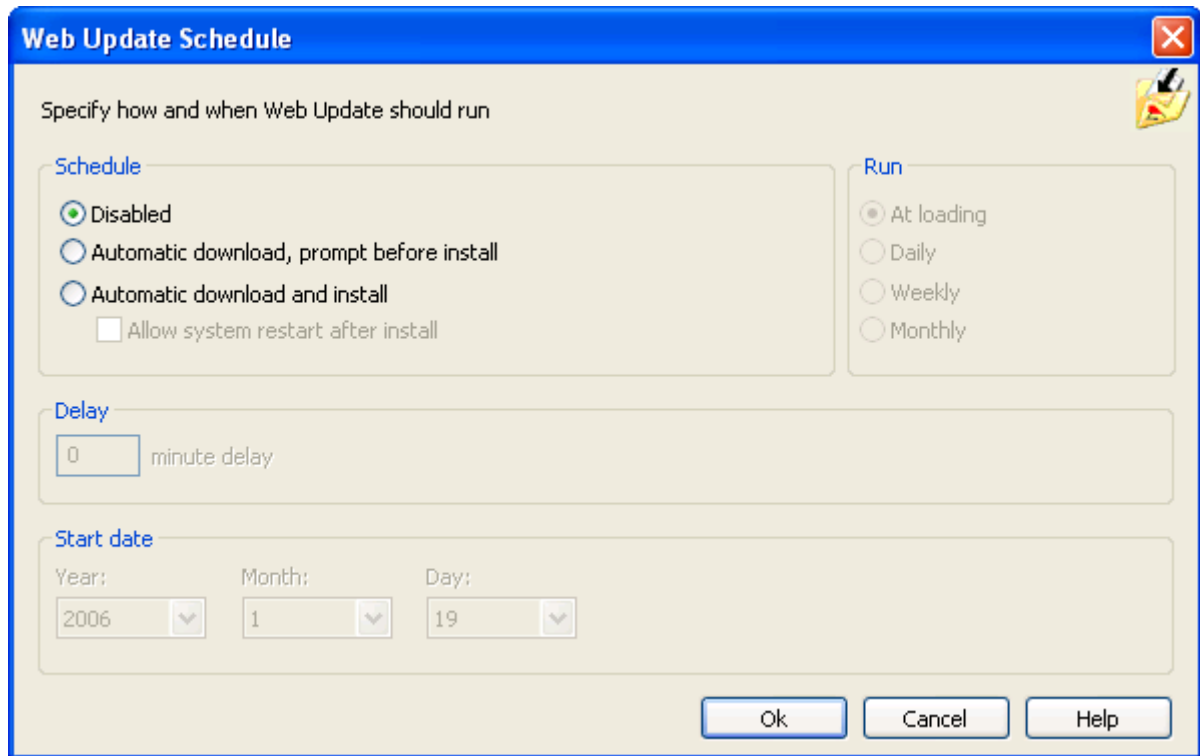 Web Update Schedule
Specify how and when Web Update should run
Schedule
Disabled
Automatic download, prompt before install
Automatic download and install
Allow system restart after install
Run
At loading
Daily
Weekly
Monthly
Delay
0 minute delay
Start date
Year: Month: Day:
2006 1 19
Ok Cancel Help